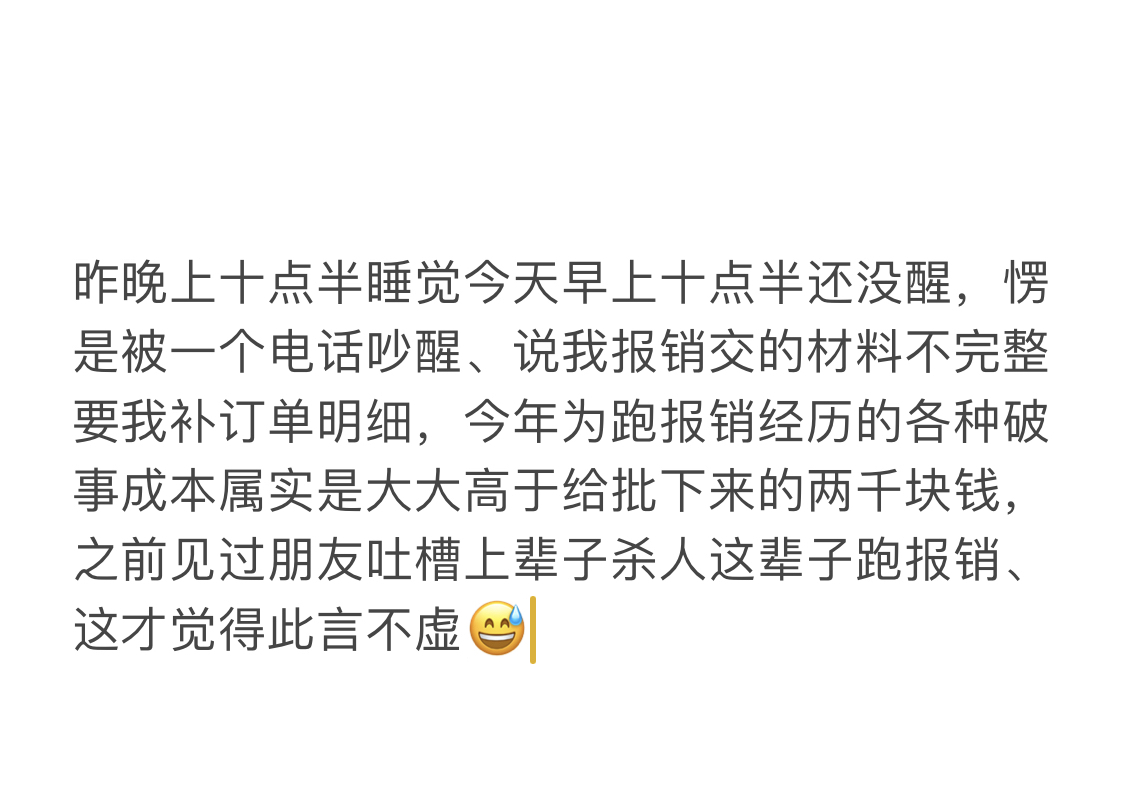 昨晚上十点半睡觉今天早上十点半还没醒，愣
是被一个电话吵醒、说我报销交的材料不完整
要我补订单明细，今年为跑报销经历的各种破
事成本属实是大大高于给批下来的两千块钱，
之前见过朋友吐槽上辈子杀人这辈子跑报销、
这才觉得此言不虚😅